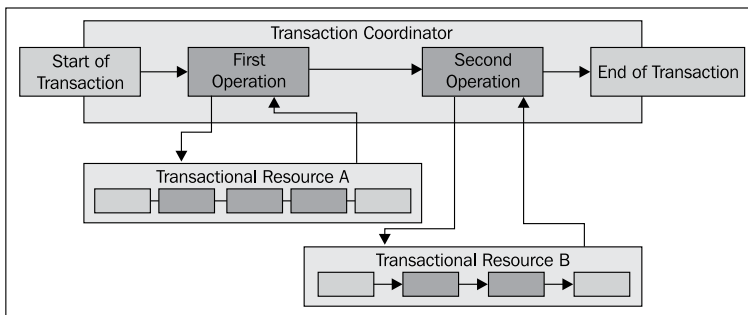 Transaction Coordinator
Start of
Transaction
First
Operation
Second
Operation
End of Transaction
Transactional Resource A
Transactional Resource B